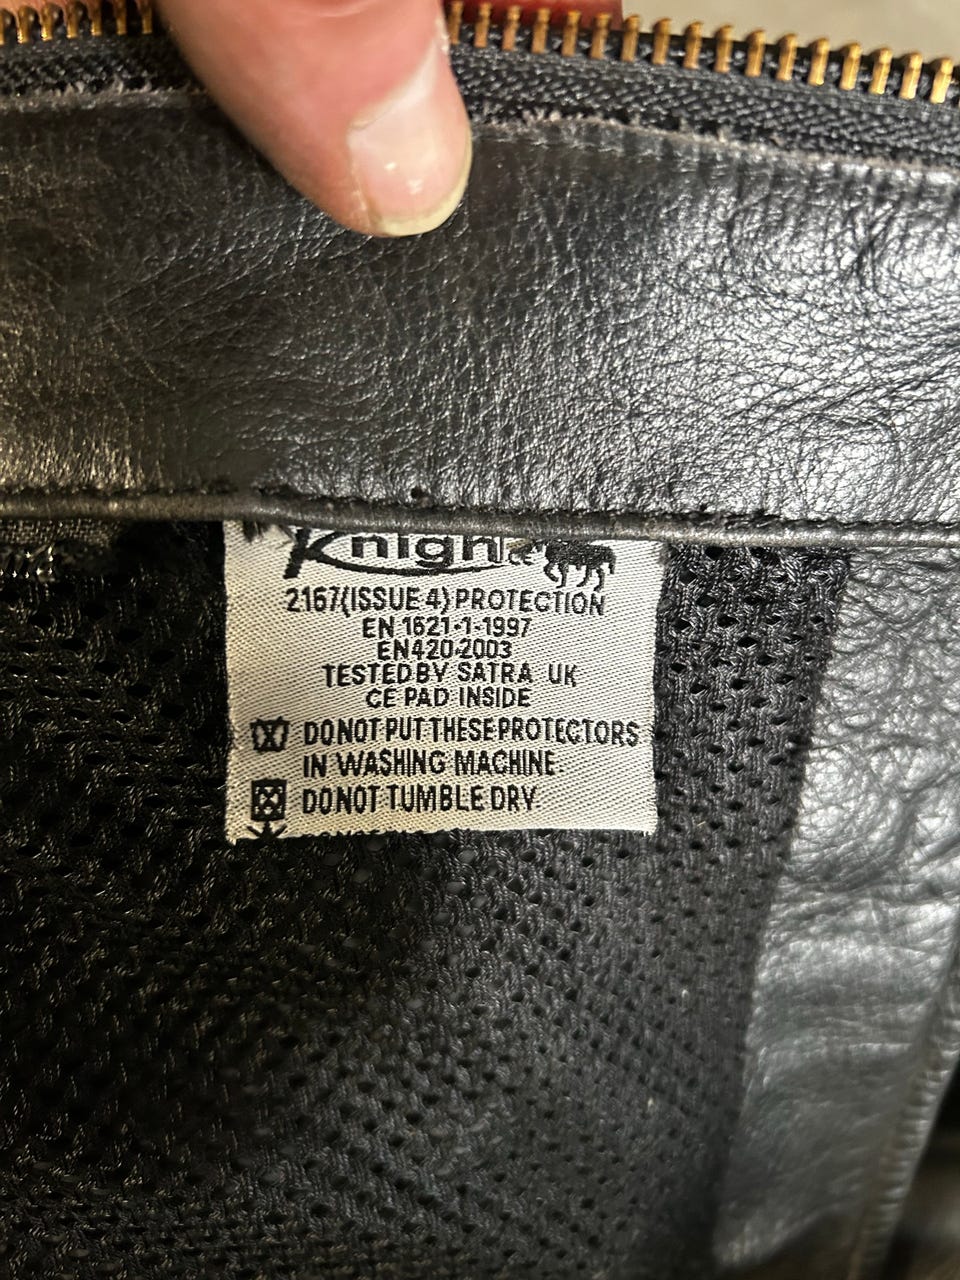 Knigh
2167(ISSUE 4) PROTECTION
EN 1621-1-1997
EN420-2003
TESTED BY SATRA UK
CE PAD INSIDE
DO NOT PUT THESE PROTECTORS
IN WASHING MACHINE.
DO NOT TUMBLE DRY.